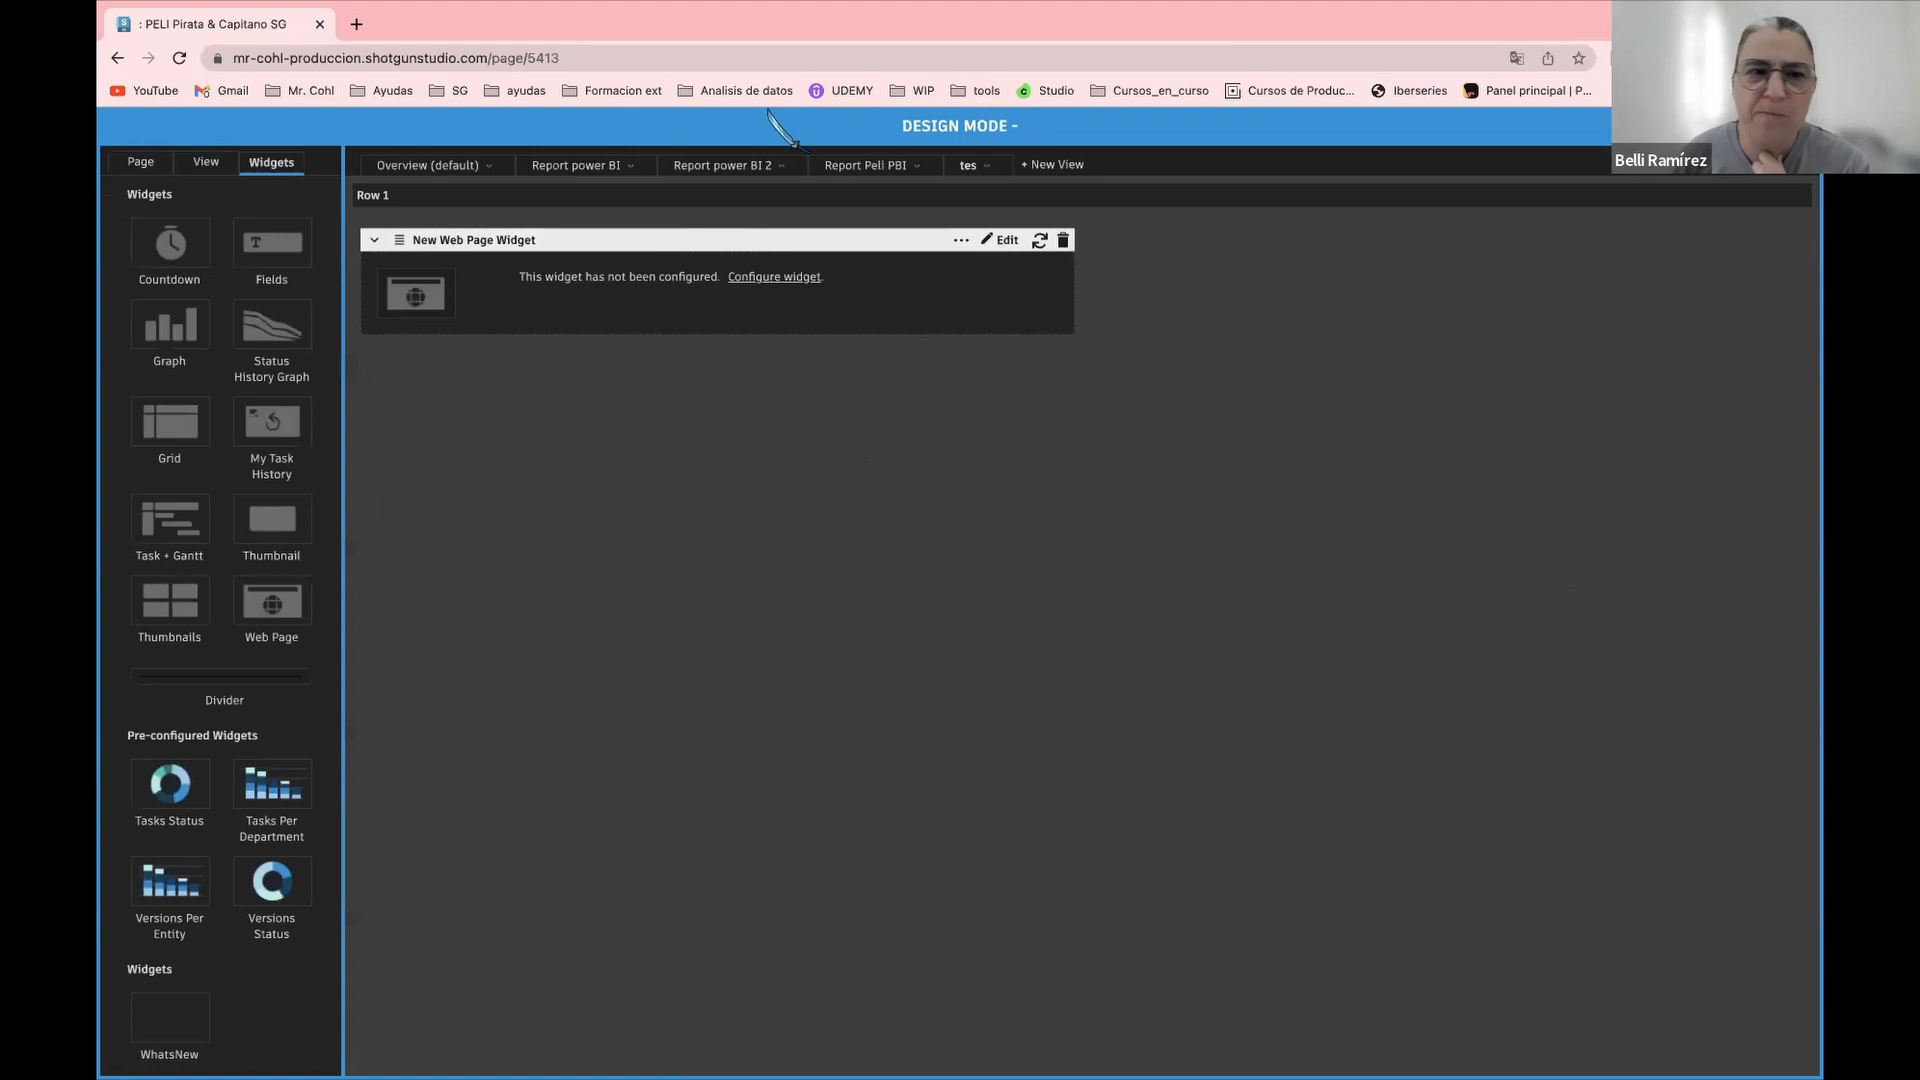 : PELI Pirata & Capitano SG
mr-cohl-produccion.shotgunstudio.com/page/5413
YouTube Gmail Mr. Cohl Ayudas SG ayudas Formacion ext Analisis de datos UDEMY WIP tools Studio Cursos_en_curso Cursos de Produc... Iberseries Panel principal | P...
DESIGN MODE -
Belli Ramírez
Page View Widgets
Overview (default) Report power BI Report power BI 2 Report Peli PBI tes + New View
Row 1
New Web Page Widget ... Edit
This widget has not been configured. Configure widget.
Widgets
T
Countdown Fields
Graph Status
History Graph
Grid My Task
History
Task + Gantt Thumbnail
Thumbnails Web Page
Divider
Pre-configured Widgets
Tasks Status Tasks Per
Department
Versions Per Versions
Entity Status
Widgets
WhatsNew